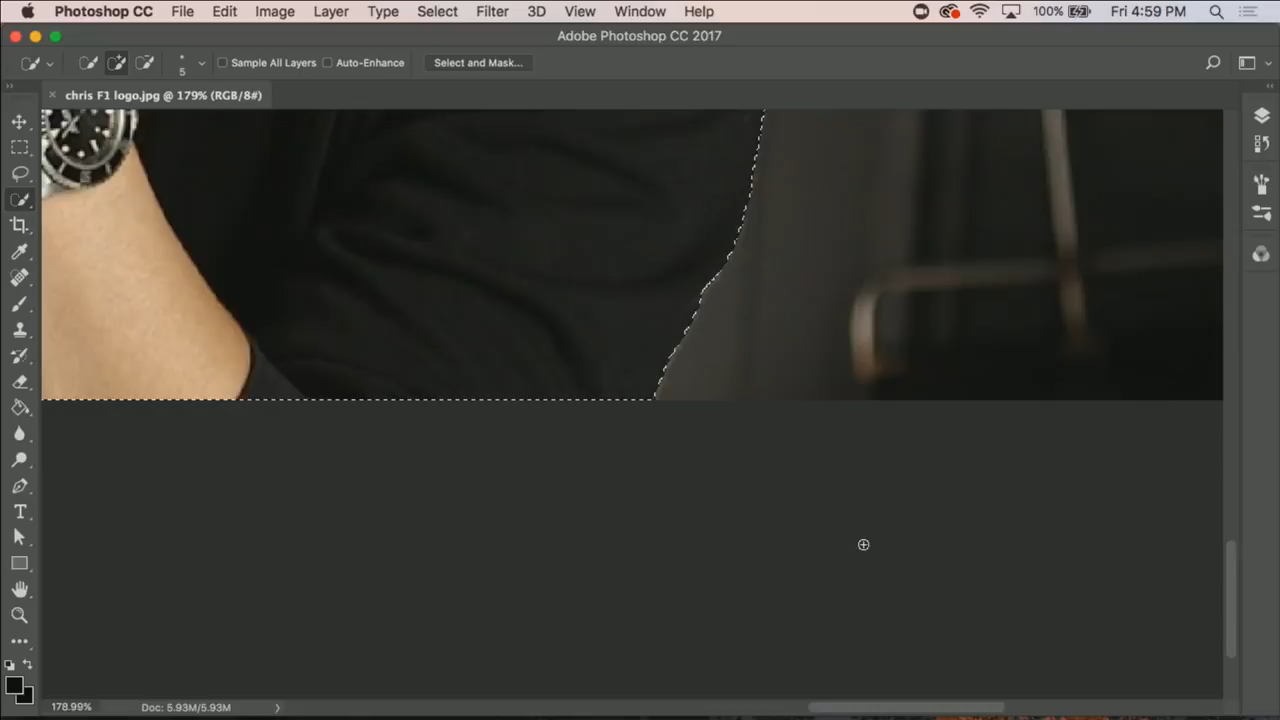 Photoshop CC File Edit Image Layer Type Select Filter 3D View Window Help 100% Fri 4:59 PM
Adobe Photoshop CC 2017
5 Sample All Layers Auto-Enhance Select and Mask...
chris F1 logo.jpg @ 179% (RGB/8#)
178.99% Doc: 5.93M/5.93M